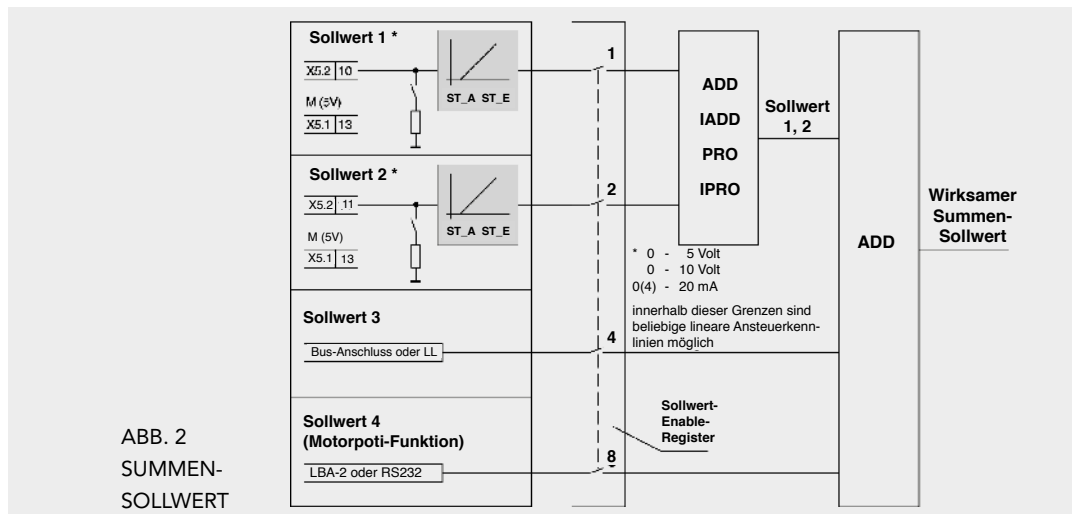 Sollwert 1 *
X5.2 10
M (5V)
X5.1 13
ST_A ST_E
Sollwert 2 *
X5.2 11
M (5V)
X5.1 13
ST_A ST_E
Sollwert 3
Bus-Anschluss oder LL
Sollwert 4
(Motorpoti-Funktion)
LBA-2 oder RS232
1
2
4
8
ADD
IADD
PRO
IPRO
Sollwert
1, 2
* 0 - 5 Volt
0 - 10 Volt
0(4) - 20 mA
innerhalb dieser Grenzen sind
beliebige lineare Ansteuerkenn-
linien möglich
Sollwert-
Enable-
Register
ADD
Wirksamer
Summen-
Sollwert
ABB. 2
SUMMEN-
SOLLWERT